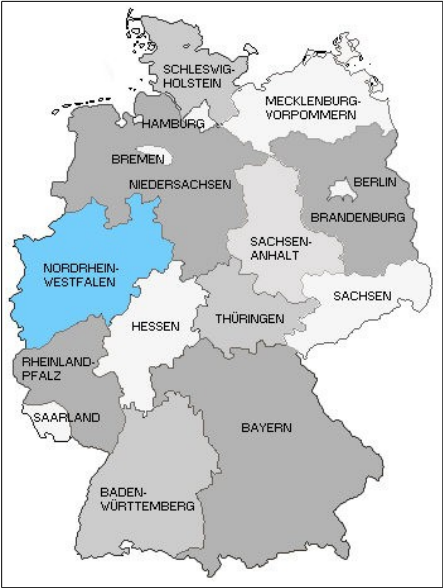 SCHLESWIG-
HOLSTEIN
MECKLENBURG-
VORPOMMERN
HAMBURG
BREMEN
NIEDERSACHSEN
BERLIN
BRANDENBURG
SACHSEN-
ANHALT
NORDRHEIN-
WESTFALEN
SACHSEN
THÜRINGEN
HESSEN
RHEINLAND-
PFALZ
SAARLAND
BAYERN
BADEN-
WÜRTTEMBERG